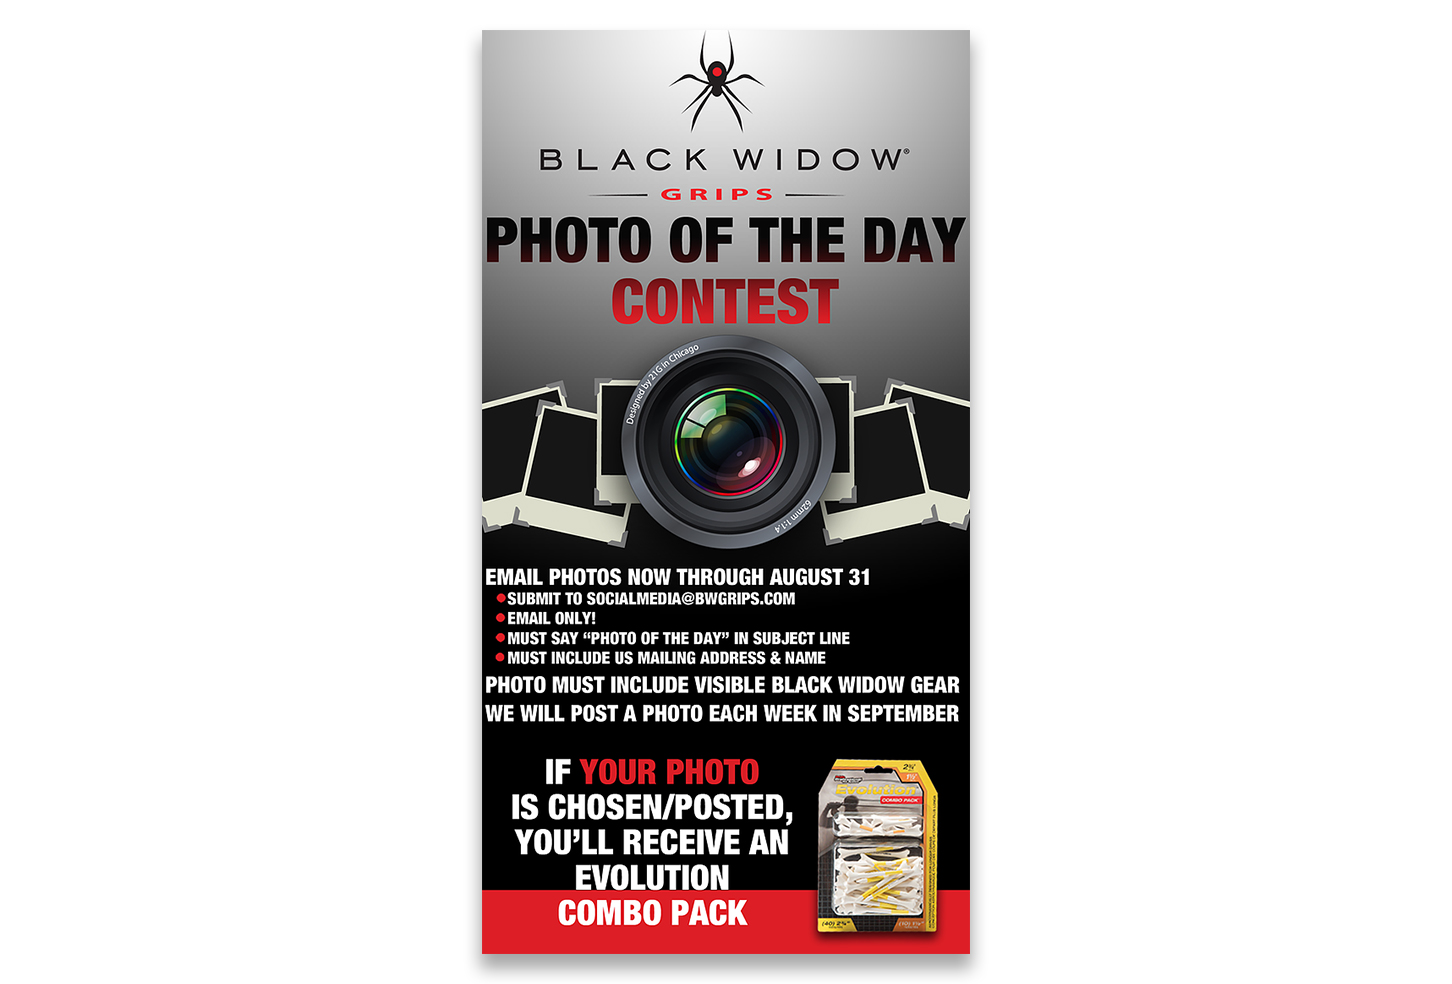 BLACK WIDOW®
GRIPS
PHOTO OF THE DAY
CONTEST
Designed by 21G in Chicago
62mm 1:1.4
EMAIL PHOTOS NOW THROUGH AUGUST 31
SUBMIT TO SOCIALMEDIA@BWGRIPS.COM
EMAIL ONLY!
MUST SAY “PHOTO OF THE DAY” IN SUBJECT LINE
MUST INCLUDE US MAILING ADDRESS & NAME
PHOTO MUST INCLUDE VISIBLE BLACK WIDOW GEAR
WE WILL POST A PHOTO EACH WEEK IN SEPTEMBER
IF YOUR PHOTO
IS CHOSEN/POSTED,
YOU’LL RECEIVE AN
EVOLUTION
COMBO PACK
Evolution
COMBO PACK